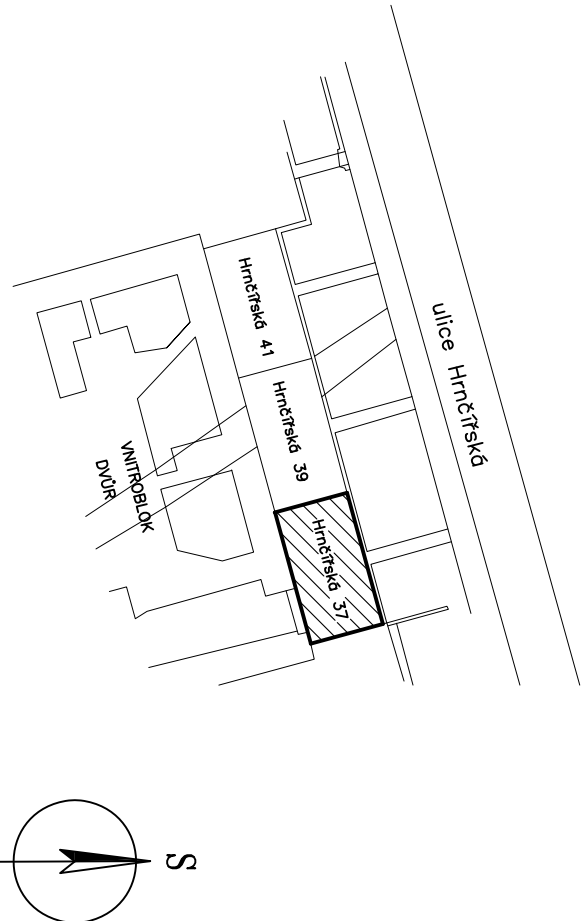 ulice Hrnčířská
Hrnčířská 41
Hrnčířská 39
Hrnčířská 37
VNITROBLOK
DVŮR
S